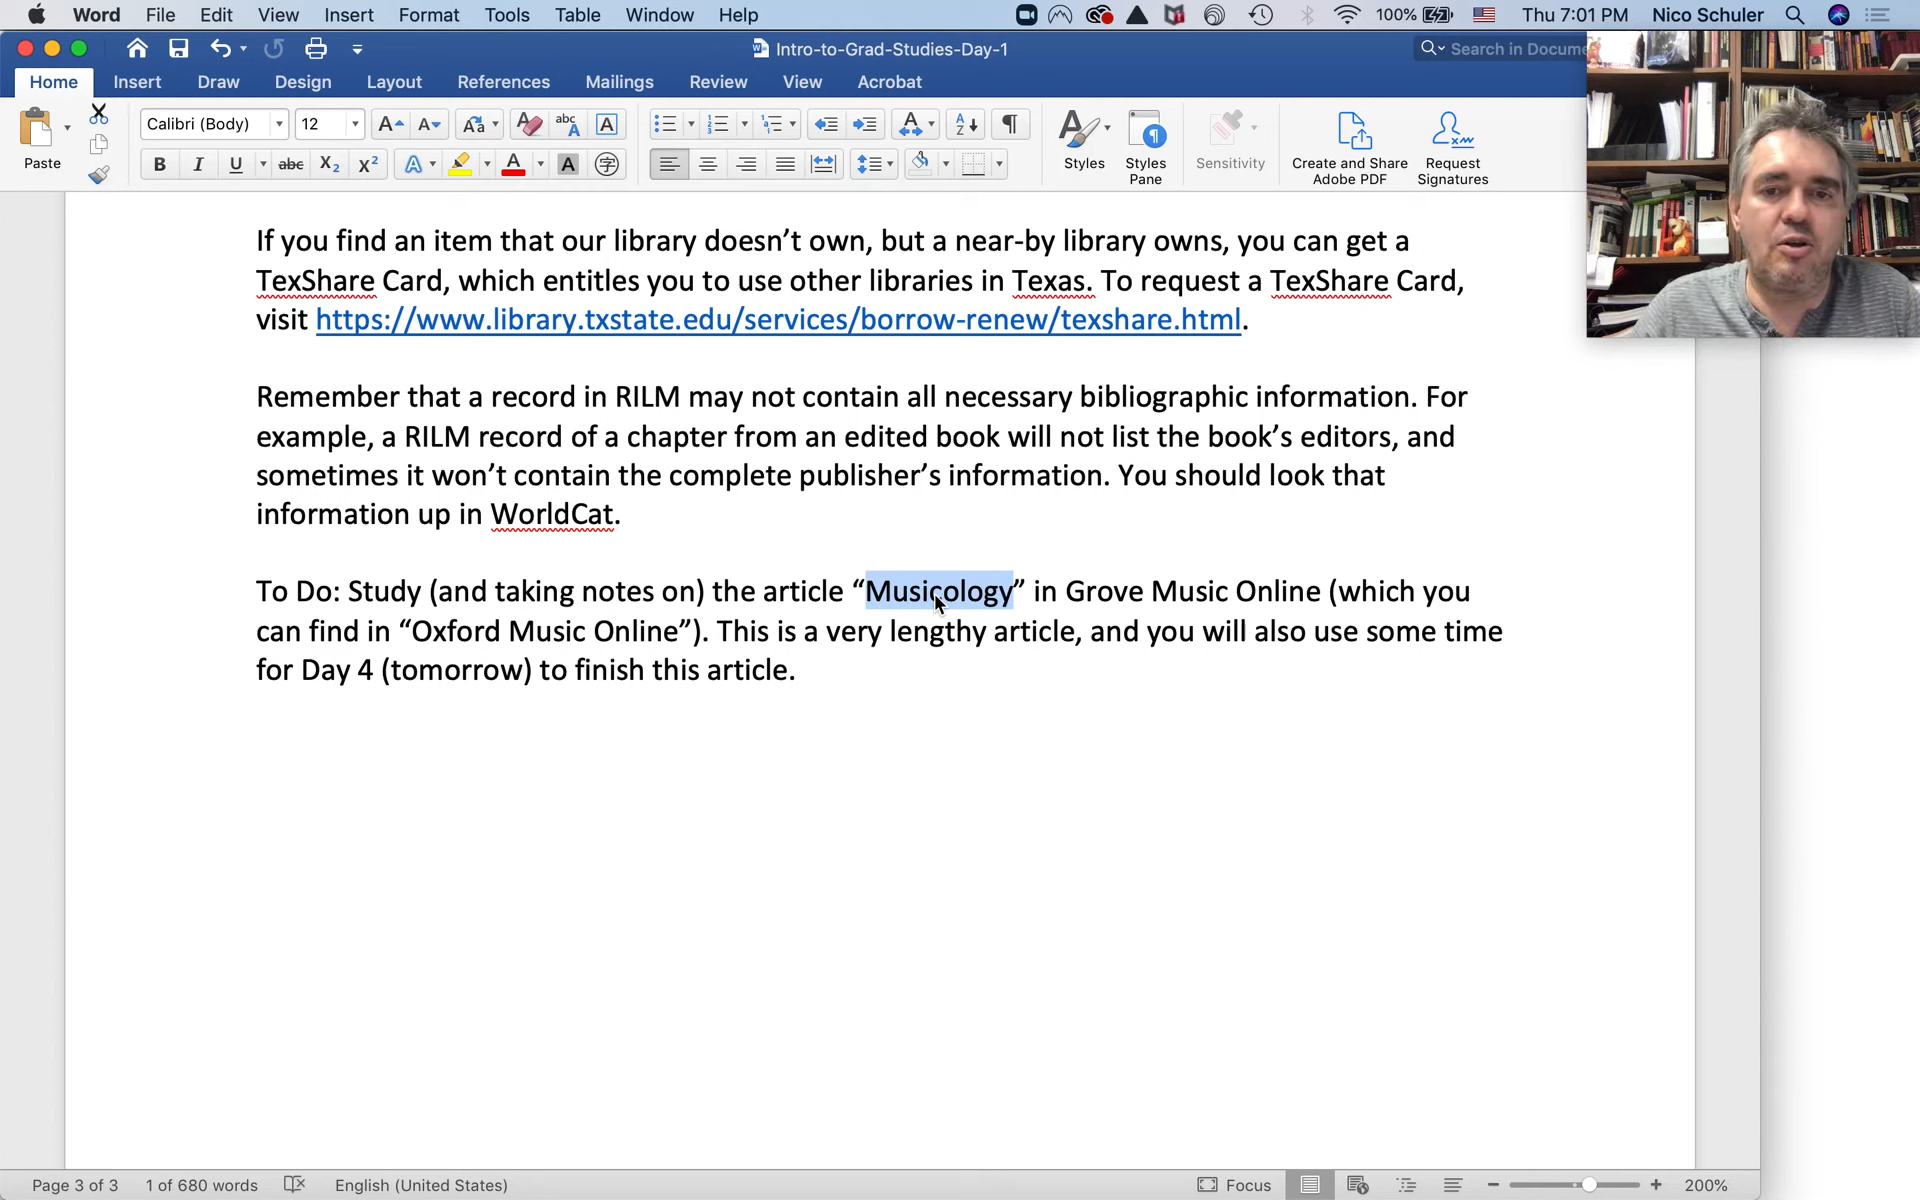 Word File Edit View Insert Format Tools Table Window Help 100% Thu 7:01 PM Nico Schuler
Intro-to-Grad-Studies-Day-1 Search in Docume
Home Insert Draw Design Layout References Mailings Review View Acrobat
Paste Calibri (Body) 12 Aa abc A Styles Styles Pane Sensitivity Create and Share Adobe PDF Request Signatures
B I U abc X₂ X² A A A
If you find an item that our library doesn’t own, but a near-by library owns, you can get a
TexShare Card, which entitles you to use other libraries in Texas. To request a TexShare Card,
visit https://www.library.txstate.edu/services/borrow-renew/texshare.html.
Remember that a record in RILM may not contain all necessary bibliographic information. For
example, a RILM record of a chapter from an edited book will not list the book’s editors, and
sometimes it won’t contain the complete publisher’s information. You should look that
information up in WorldCat.
To Do: Study (and taking notes on) the article “Musicology” in Grove Music Online (which you
can find in “Oxford Music Online”). This is a very lengthy article, and you will also use some time
for Day 4 (tomorrow) to finish this article.
Page 3 of 3 1 of 680 words English (United States) Focus 200%